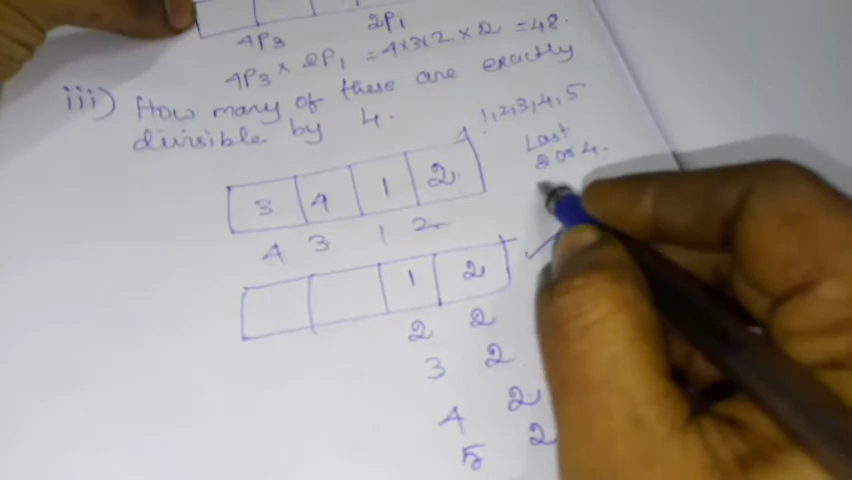 4P3 2P1
4P3 × 2P1 = 4×3×2 × 2 = 48.
iii) How many of these are exactly
divisible by 4.
1,2,3,4,5
Last
2 or 4.
3 4 1 2
4 3 1 2
1 2
2 2
3 2
4 2
5 2